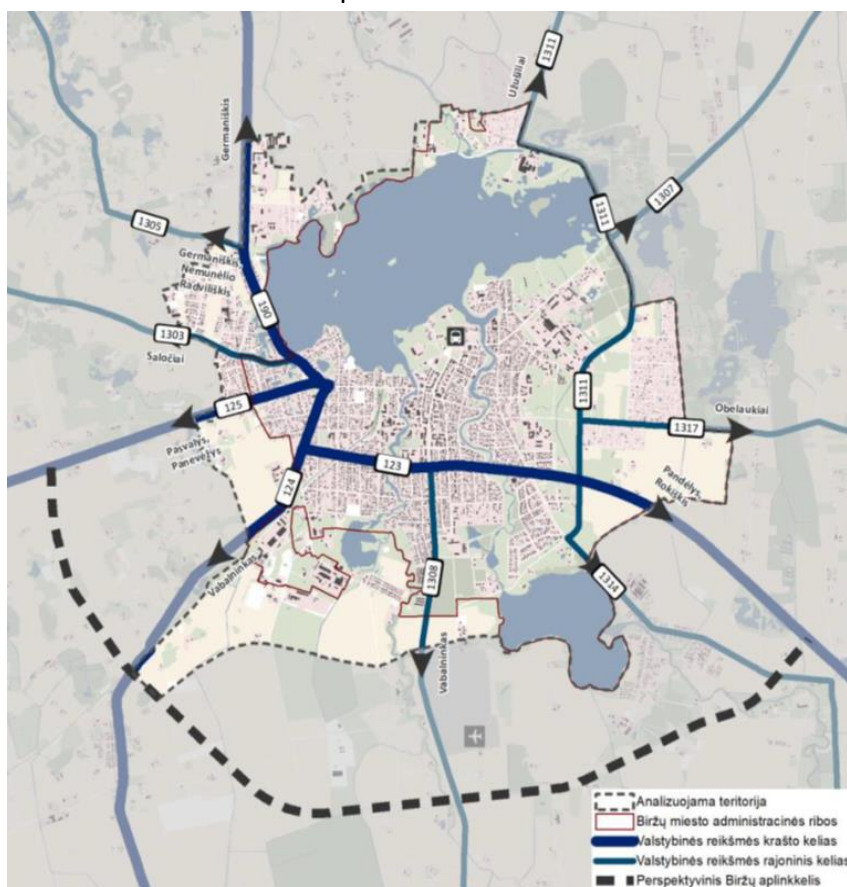 Užušiliai
1311
Germaniškis
1311
1307
1305
Germaniškis,
Nemunėlio
Radviliškis
190
1303
Saločiai
1311
125
1317
Obelaukiai
Pasvalys,
Panevėžys
123
124
Pandėlys,
Rokiškis
Vabalninkas
1308
1314
Vabalninkas
Analizuojama teritorija
Biržų miesto administracinės ribos
Valstybinės reikšmės krašto kelias
Valstybinės reikšmės rajoninis kelias
Perspektyvinis Biržų aplinkkelis